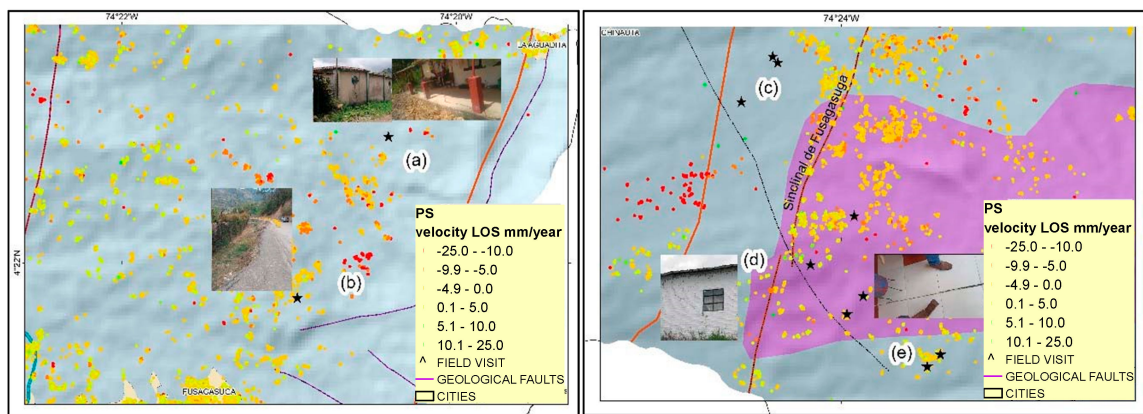 74°22'W
74°20'W
LA AGUADITA
(a)
4°22'N
(b)
FUSAGASUGA
PS
velocity LOS mm/year
-25.0 - -10.0
-9.9 - -5.0
-4.9 - 0.0
0.1 - 5.0
5.1 - 10.0
10.1 - 25.0
FIELD VISIT
GEOLOGICAL FAULTS
CITIES
74°24'W
CHINAUTA
(c)
Sinclinal de Fusagasuga
(d)
(e)
PS
velocity LOS mm/year
-25.0 - -10.0
-9.9 - -5.0
-4.9 - 0.0
0.1 - 5.0
5.1 - 10.0
10.1 - 25.0
FIELD VISIT
GEOLOGICAL FAULTS
CITIES